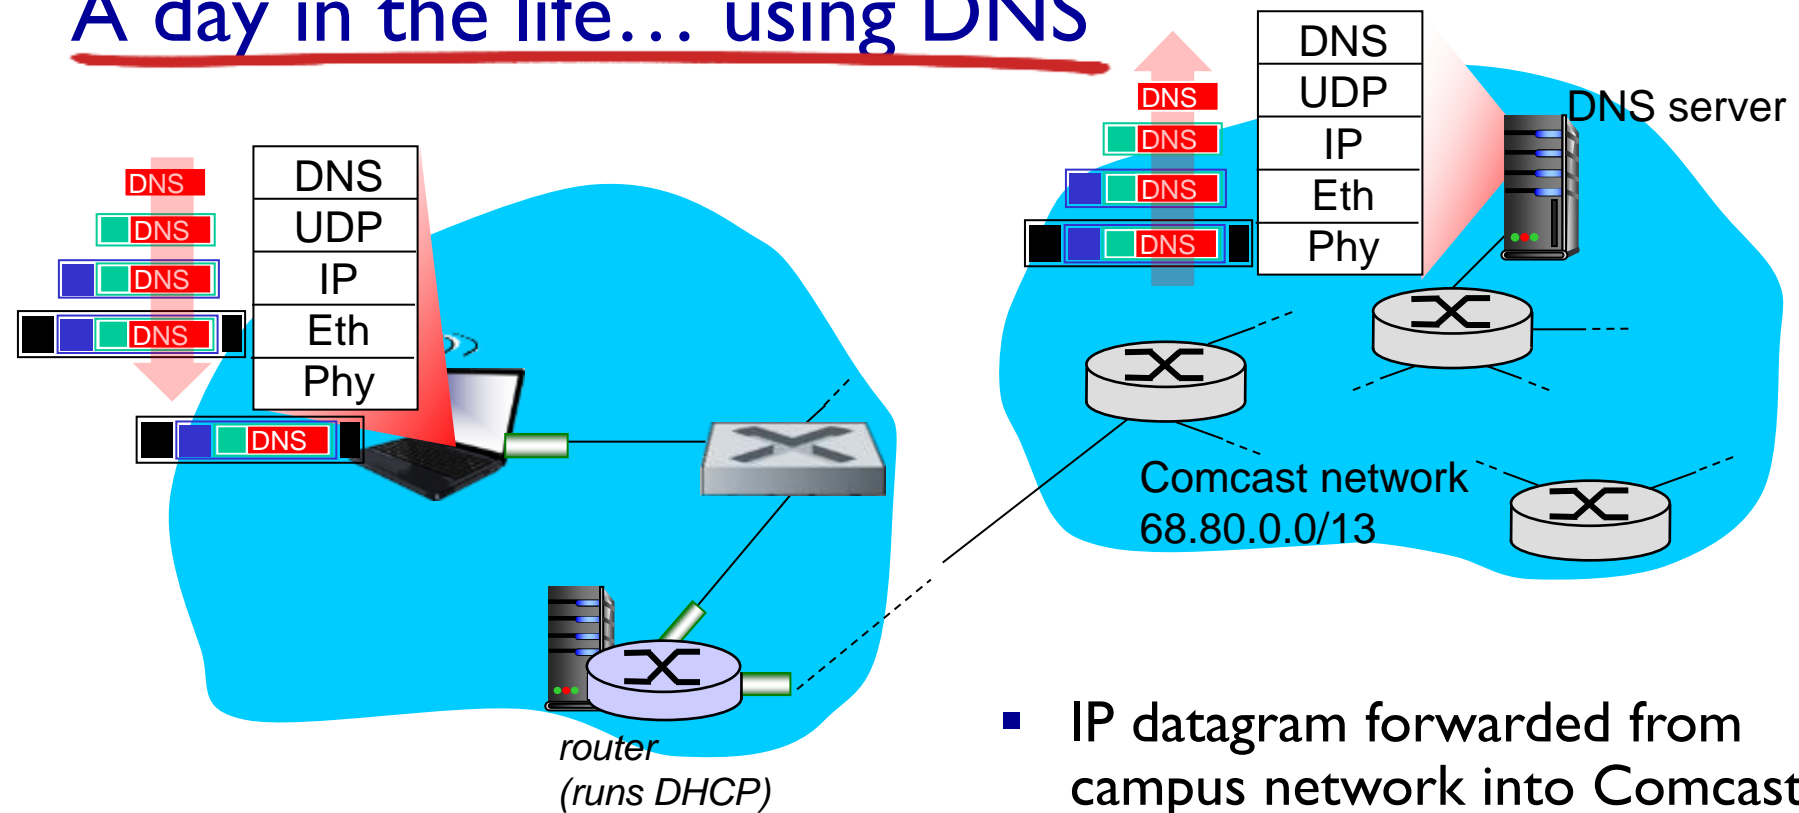 A day in the life… using DNS
DNS
UDP
IP
Eth
Phy
DNS
DNS
DNS
DNS
DNS server
DNS
DNS
DNS
DNS
DNS
UDP
IP
Eth
Phy
DNS
Comcast network
68.80.0.0/13
router
(runs DHCP)
▪ IP datagram forwarded from
campus network into Comcast